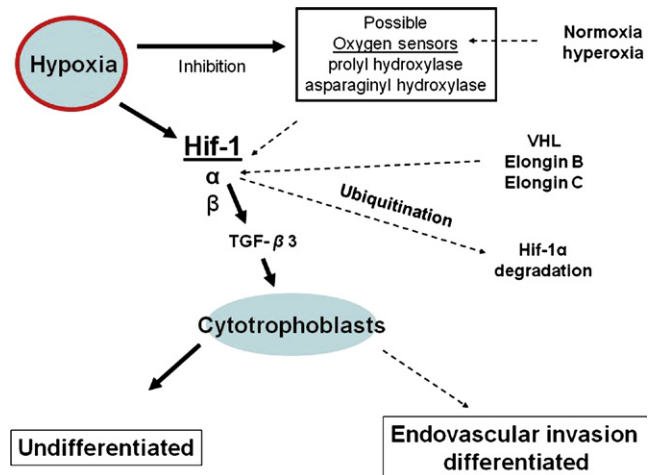 Hypoxia
Inhibition
Possible
Oxygen sensors
prolyl hydroxylase
asparaginyl hydroxylase
Normoxia
hyperoxia
Hif-1
α
β
VHL
Elongin B
Elongin C
Ubiquitination
TGF-β3
Hif-1α
degradation
Cytotrophoblasts
Undifferentiated
Endovascular invasion
differentiated